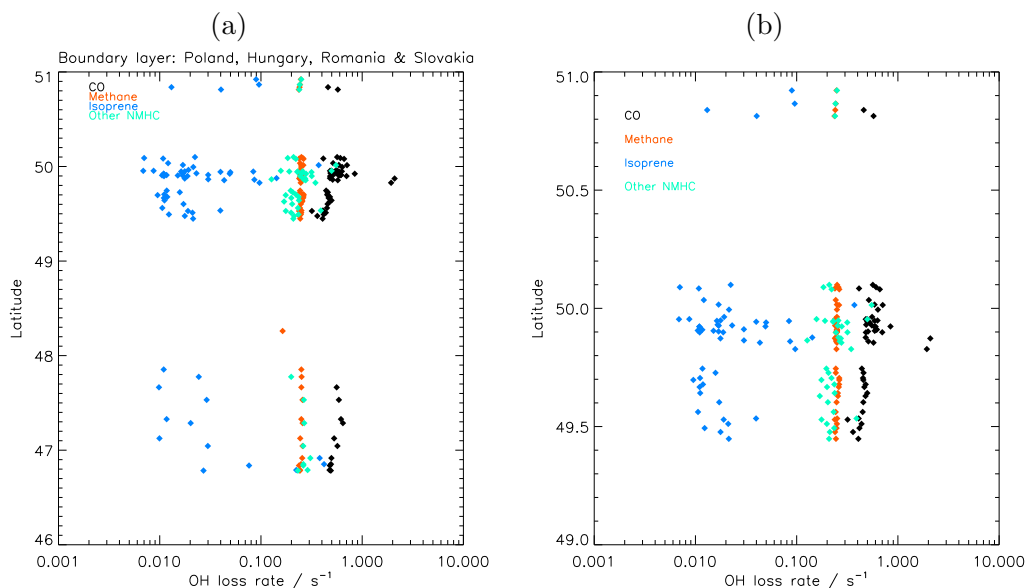 (a)
Boundary layer: Poland, Hungary, Romania & Slovakia
CO
Methane
Isoprene
Other NMHC
51
50
49
48
47
46
Latitude
0.001
0.010
0.100
1.000
10.000
OH loss rate / s⁻¹
(b)
CO
Methane
Isoprene
Other NMHC
51.0
50.5
50.0
49.5
49.0
Latitude
0.001
0.010
0.100
1.000
10.000
OH loss rate / s⁻¹